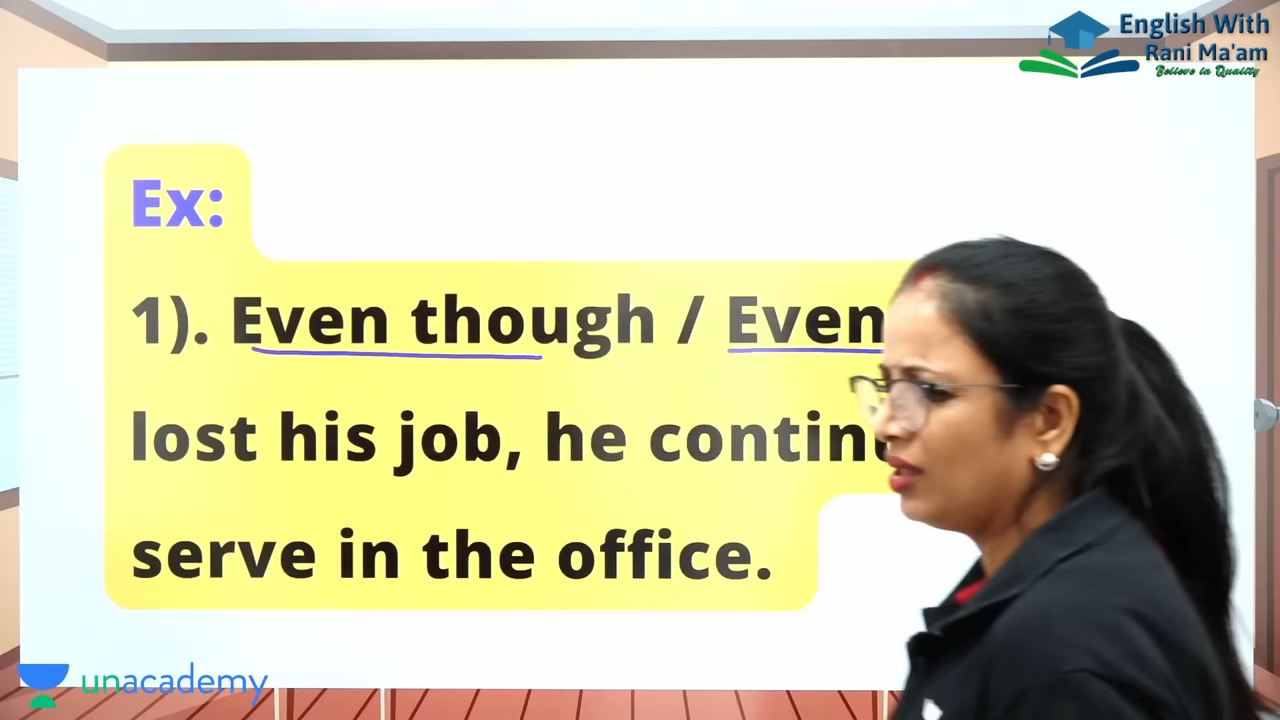 English With
Rani Ma'am
Believe in Quality
Ex:
1). Even though / Even
lost his job, he
serve in the office.
unacademy